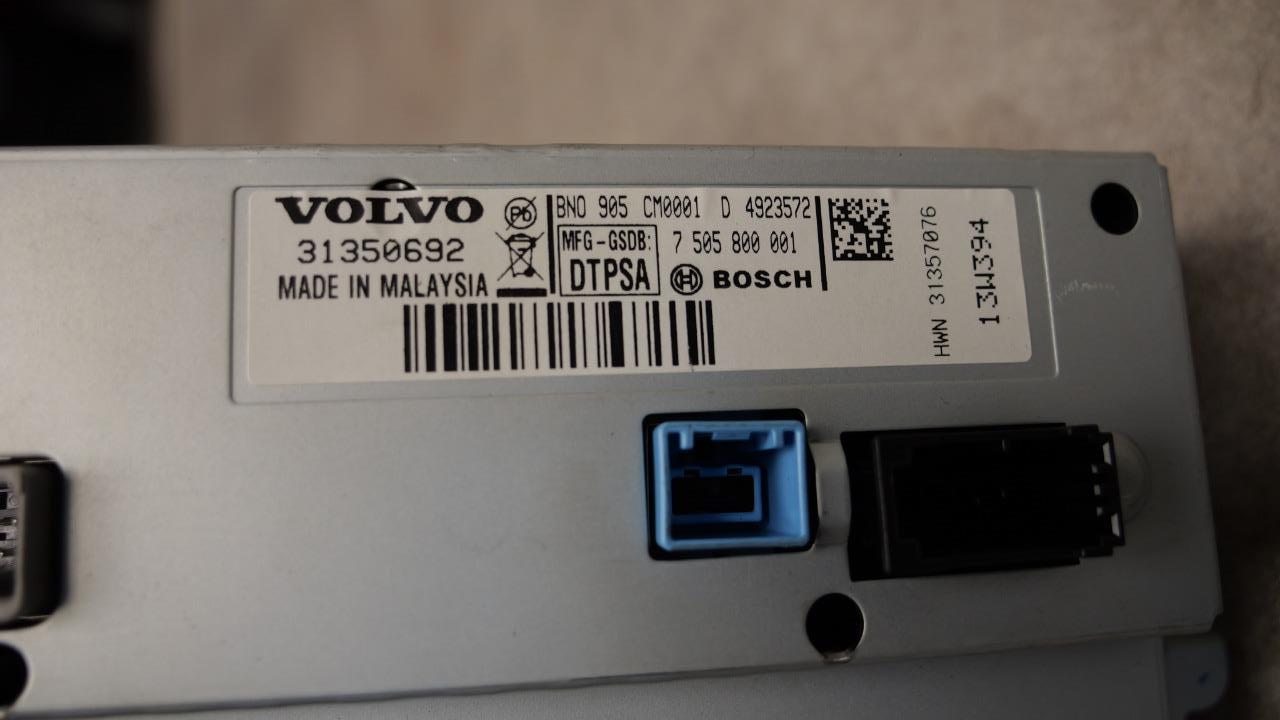 VOLVO
31350692
MADE IN MALAYSIA
Pb
BNO 905 CM0001 D 4923572
MFG-GSDB:
DTPSA
7 505 800 001
BOSCH
HWN 31357076
13W394